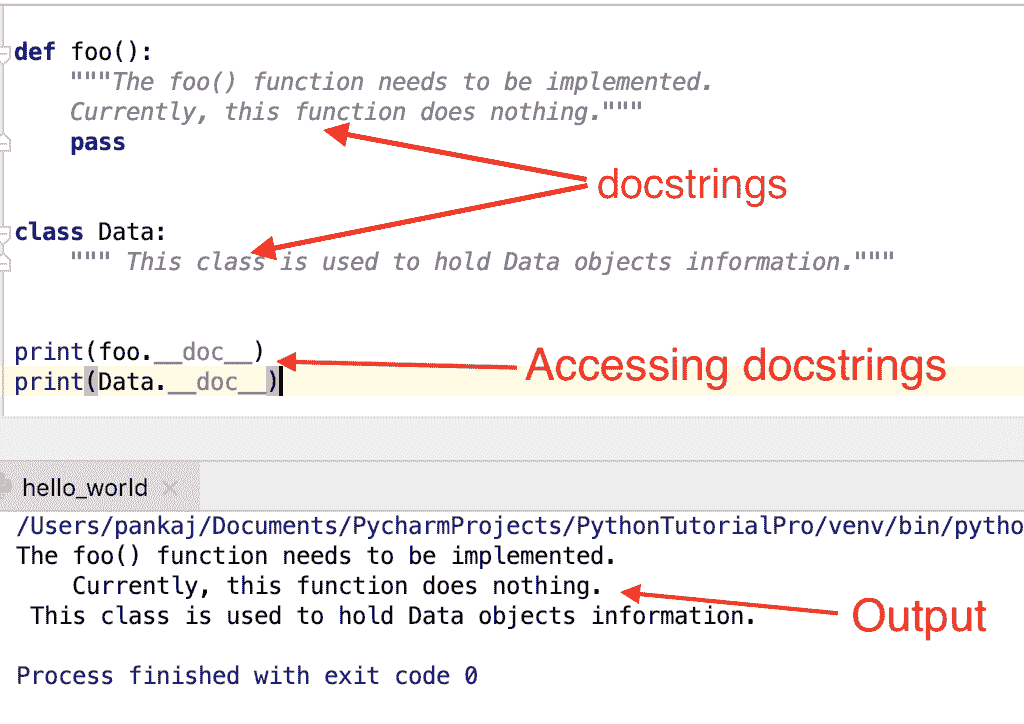 def foo():
    """The foo() function needs to be implemented.
    Currently, this function does nothing."""
    pass
docstrings
class Data:
    """ This class is used to hold Data objects information."""
print(foo.__doc__)
Accessing docstrings
print(Data.__doc__)
hello_world
/Users/pankaj/Documents/PycharmProjects/PythonTutorialPro/venv/bin/pytho
The foo() function needs to be implemented.
    Currently, this function does nothing.
 This class is used to hold Data objects information.
Output
Process finished with exit code 0